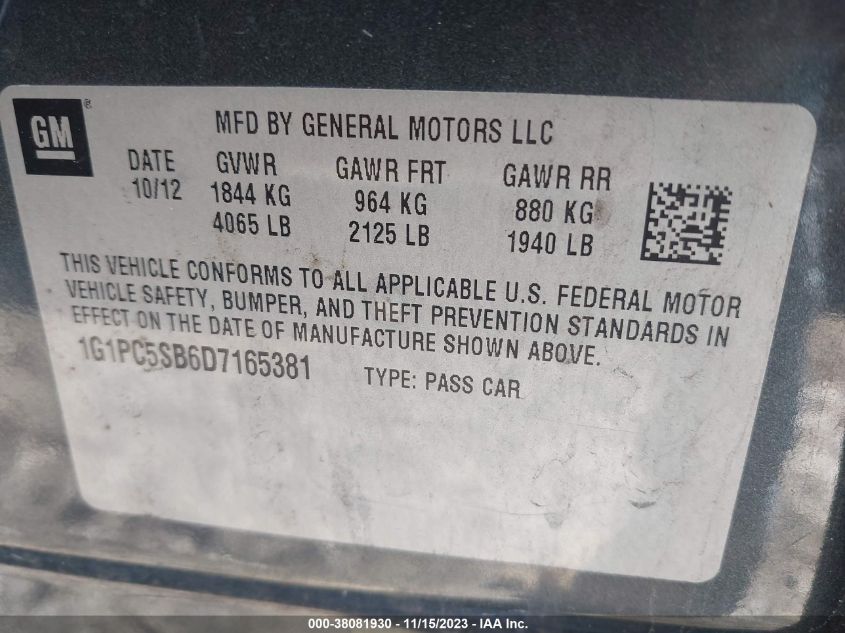 GM ®
MFD BY GENERAL MOTORS LLC
DATE GVWR GAWR FRT GAWR RR
10/12 1844 KG 964 KG 880 KG
4065 LB 2125 LB 1940 LB
THIS VEHICLE CONFORMS TO ALL APPLICABLE U.S. FEDERAL MOTOR
VEHICLE SAFETY, BUMPER, AND THEFT PREVENTION STANDARDS IN
EFFECT ON THE DATE OF MANUFACTURE SHOWN ABOVE.
1G1PC5SB6D7165381 TYPE: PASS CAR
000-38081930 - 11/15/2023 - IAA Inc.